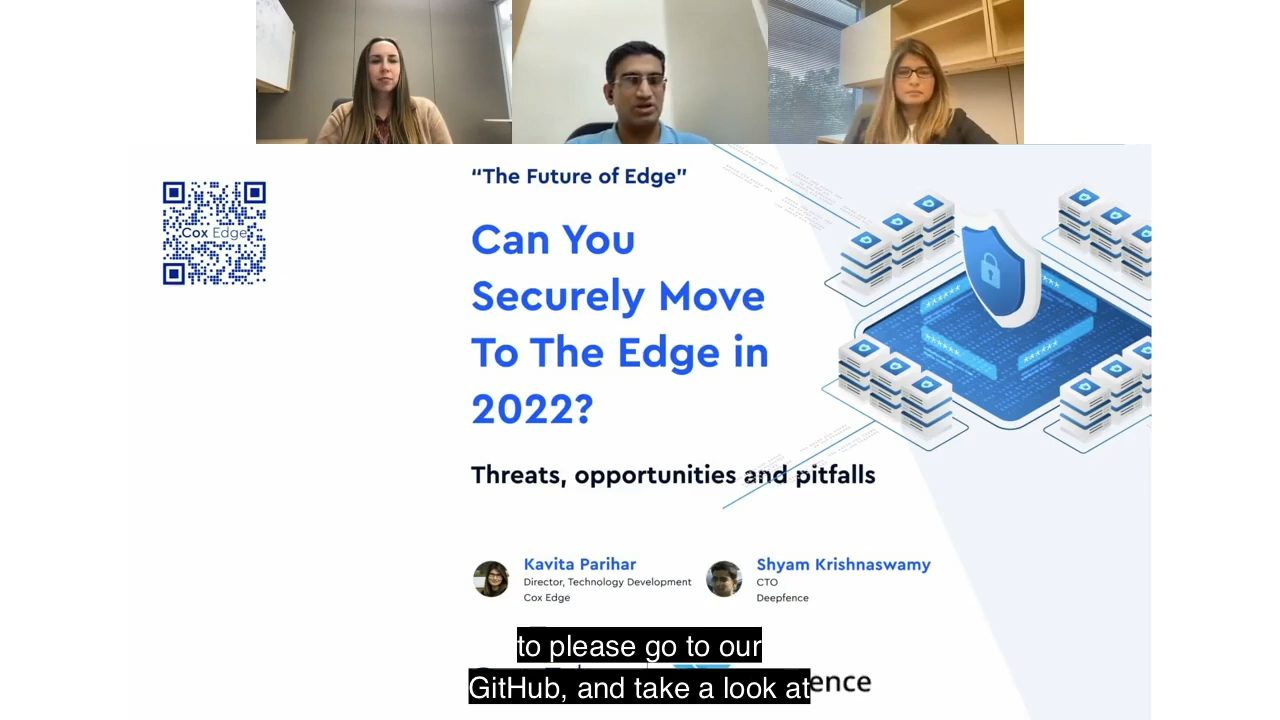 Cox Edge
“The Future of Edge”
Can You
Securely Move
To The Edge in
2022?
Threats, opportunities and pitfalls
Kavita Parihar
Director, Technology Development
Cox Edge
Shyam Krishnaswamy
CTO
Deepfence
to please go to our
GitHub, and take a look at
ence